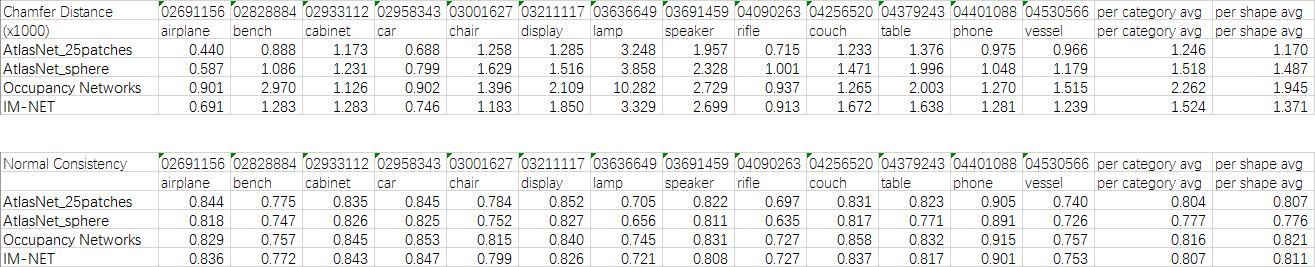 Chamfer Distance 02691156 02828884 02933112 02958343 03001627 03211117 03636649 03691459 04090263 04256520 04379243 04401088 04530566 per category avg per shape avg
(x1000) airplane bench cabinet car chair display lamp speaker rifle couch table phone vessel per category avg per shape avg
AtlasNet_25patches 0.440 0.888 1.173 0.688 1.258 1.285 3.248 1.957 0.715 1.233 1.376 0.975 0.966 1.246 1.170
AtlasNet_sphere 0.587 1.086 1.231 0.799 1.629 1.516 3.858 2.328 1.001 1.471 1.996 1.048 1.179 1.518 1.487
Occupancy Networks 0.901 2.970 1.126 0.902 1.396 2.109 10.282 2.729 0.937 1.265 2.003 1.270 1.515 2.262 1.945
IM-NET 0.691 1.283 1.283 0.746 1.183 1.850 3.329 2.699 0.913 1.672 1.638 1.281 1.239 1.524 1.371
Normal Consistency 02691156 02828884 02933112 02958343 03001627 03211117 03636649 03691459 04090263 04256520 04379243 04401088 04530566 per category avg per shape avg
airplane bench cabinet car chair display lamp speaker rifle couch table phone vessel per category avg per shape avg
AtlasNet_25patches 0.844 0.775 0.835 0.845 0.784 0.852 0.705 0.822 0.697 0.831 0.823 0.905 0.740 0.804 0.807
AtlasNet_sphere 0.818 0.747 0.826 0.825 0.752 0.827 0.656 0.811 0.635 0.817 0.771 0.891 0.726 0.777 0.776
Occupancy Networks 0.829 0.757 0.845 0.853 0.815 0.840 0.745 0.831 0.727 0.858 0.832 0.915 0.757 0.816 0.821
IM-NET 0.836 0.772 0.843 0.847 0.799 0.826 0.721 0.808 0.727 0.837 0.817 0.901 0.753 0.807 0.811